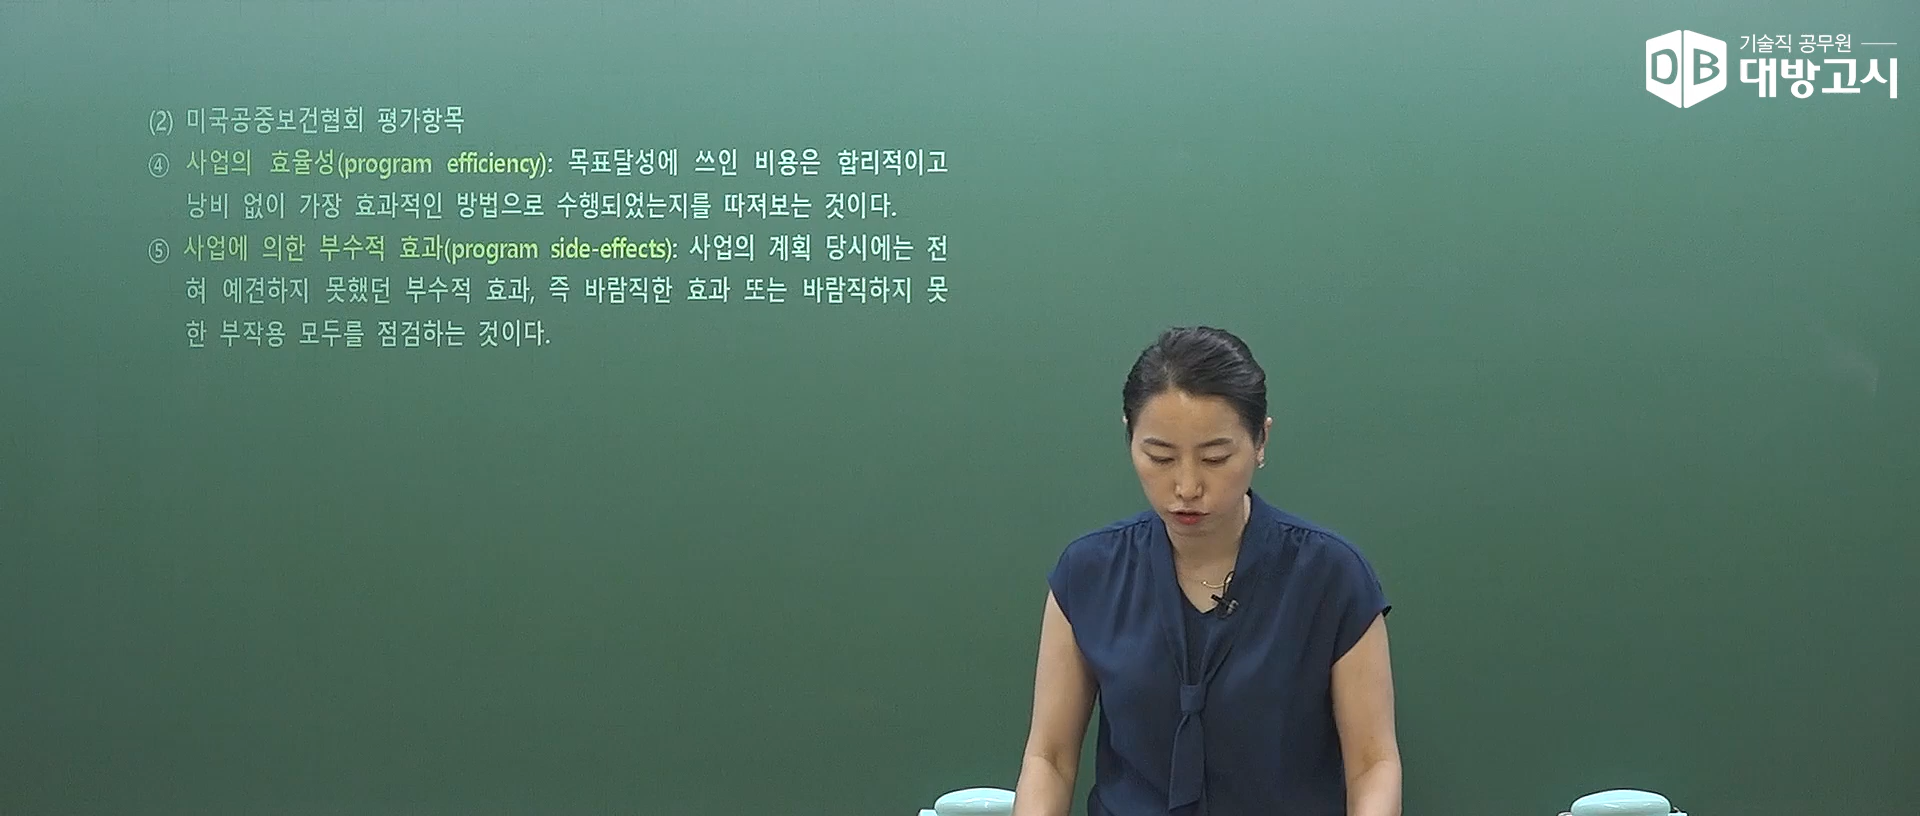 기술직 공무원
DB 대방고시
(2) 미국공중보건협회 평가항목
④ 사업의 효율성(program efficiency): 목표달성에 쓰인 비용은 합리적이고
낭비 없이 가장 효과적인 방법으로 수행되었는지를 따져보는 것이다.
⑤ 사업에 의한 부수적 효과(program side-effects): 사업의 계획 당시에는 전
혀 예견하지 못했던 부수적 효과, 즉 바람직한 효과 또는 바람직하지 못
한 부작용 모두를 점검하는 것이다.